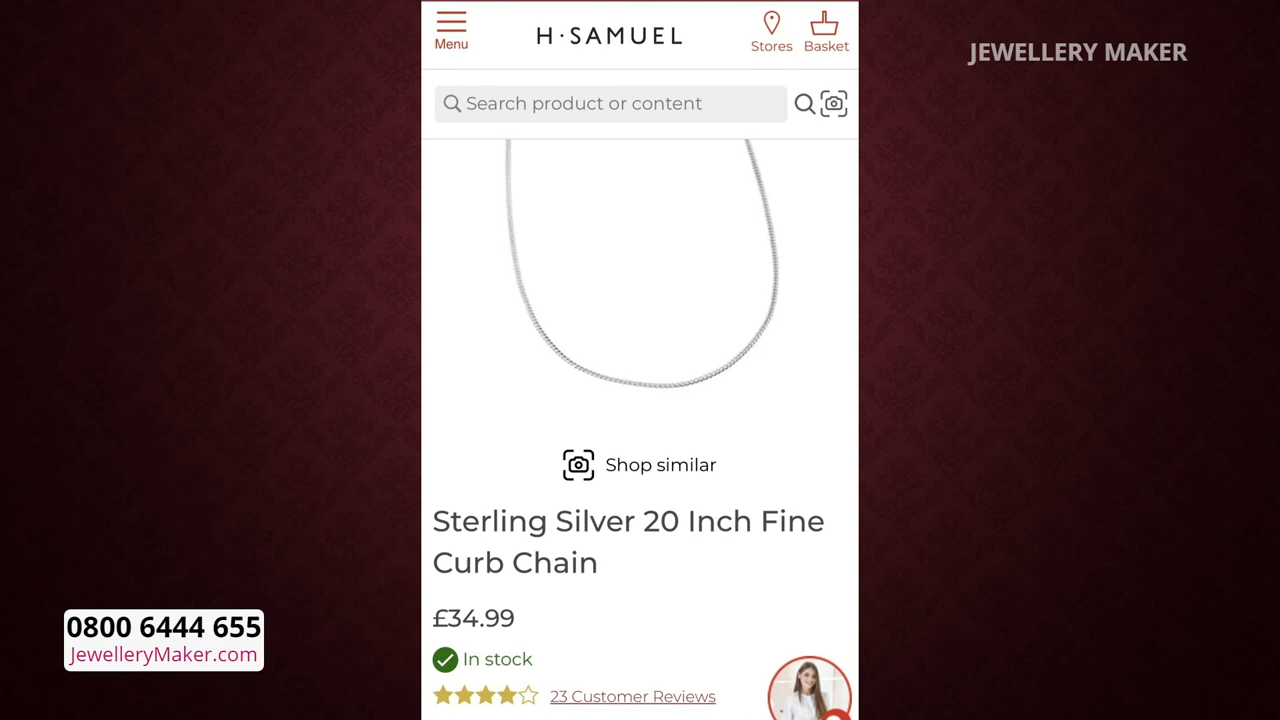 Menu
H·SAMUEL
Stores
Basket
JEWELLERY MAKER
Search product or content
Shop similar
Sterling Silver 20 Inch Fine
Curb Chain
£34.99
In stock
23 Customer Reviews
0800 6444 655
JewelleryMaker.com